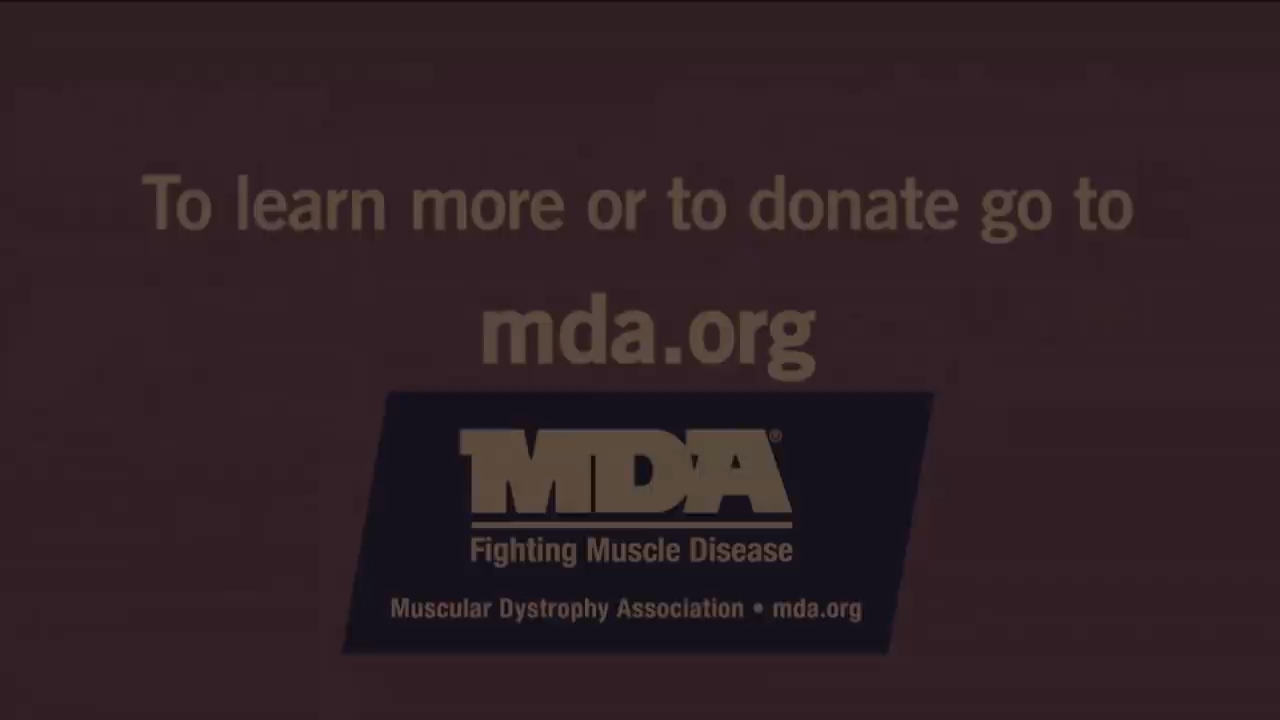 To learn more or to donate go to
mda.org
MDA®
Fighting Muscle Disease
Muscular Dystrophy Association • mda.org